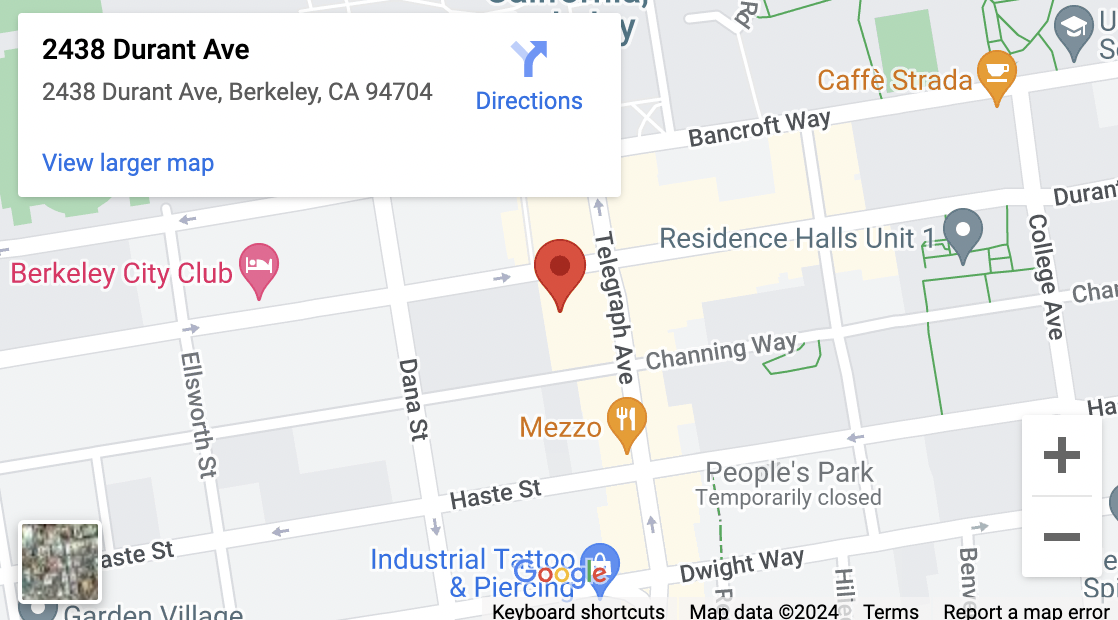 California,
2438 Durant Ave
2438 Durant Ave, Berkeley, CA 94704
Directions
View larger map
Caffè Strada
Bancroft Way
Durant
Residence Halls Unit 1
College Ave
Telegraph Ave
Berkeley City Club
Channing Way
Ellsworth St
Dana St
Mezzo
People's Park
Temporarily closed
Haste St
Industrial Tattoo
& Piercing
Google
Dwight Way
Garden Village
Keyboard shortcuts
Map data ©2024
Terms
Report a map error